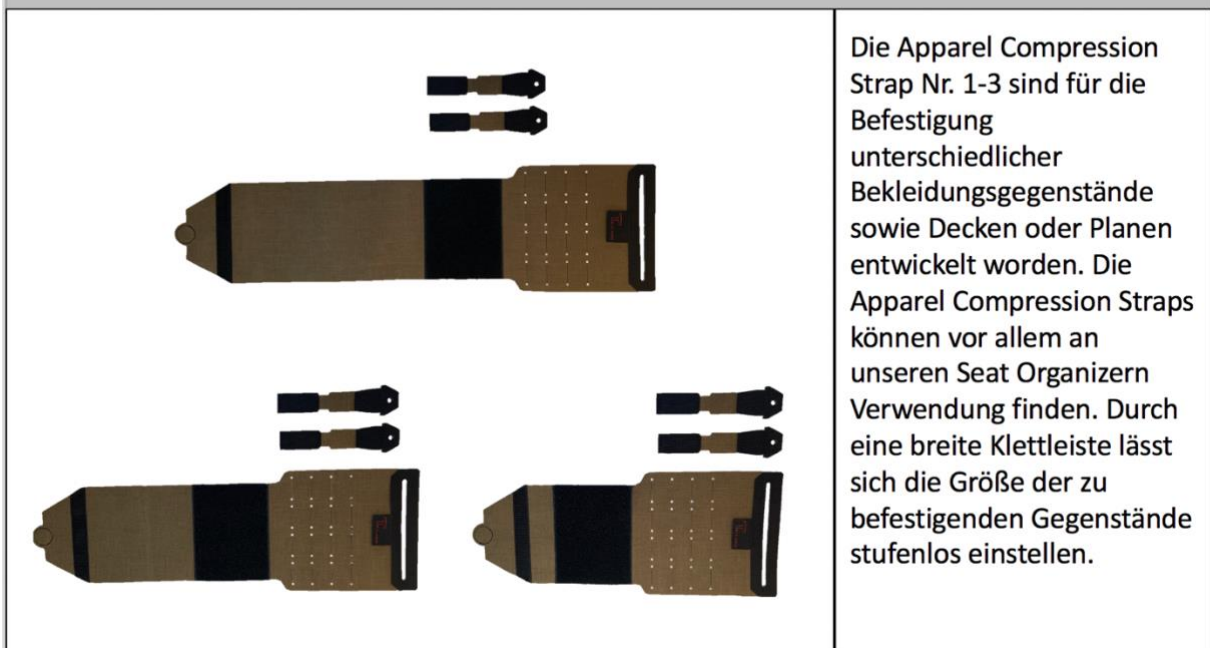 Die Apparel Compression
Strap Nr. 1-3 sind für die
Befestigung
unterschiedlicher
Bekleidungsgegenstände
sowie Decken oder Planen
entwickelt worden. Die
Apparel Compression Straps
können vor allem an
unseren Seat Organizern
Verwendung finden. Durch
eine breite Klettleiste lässt
sich die Größe der zu
befestigenden Gegenstände
stufenlos einstellen.